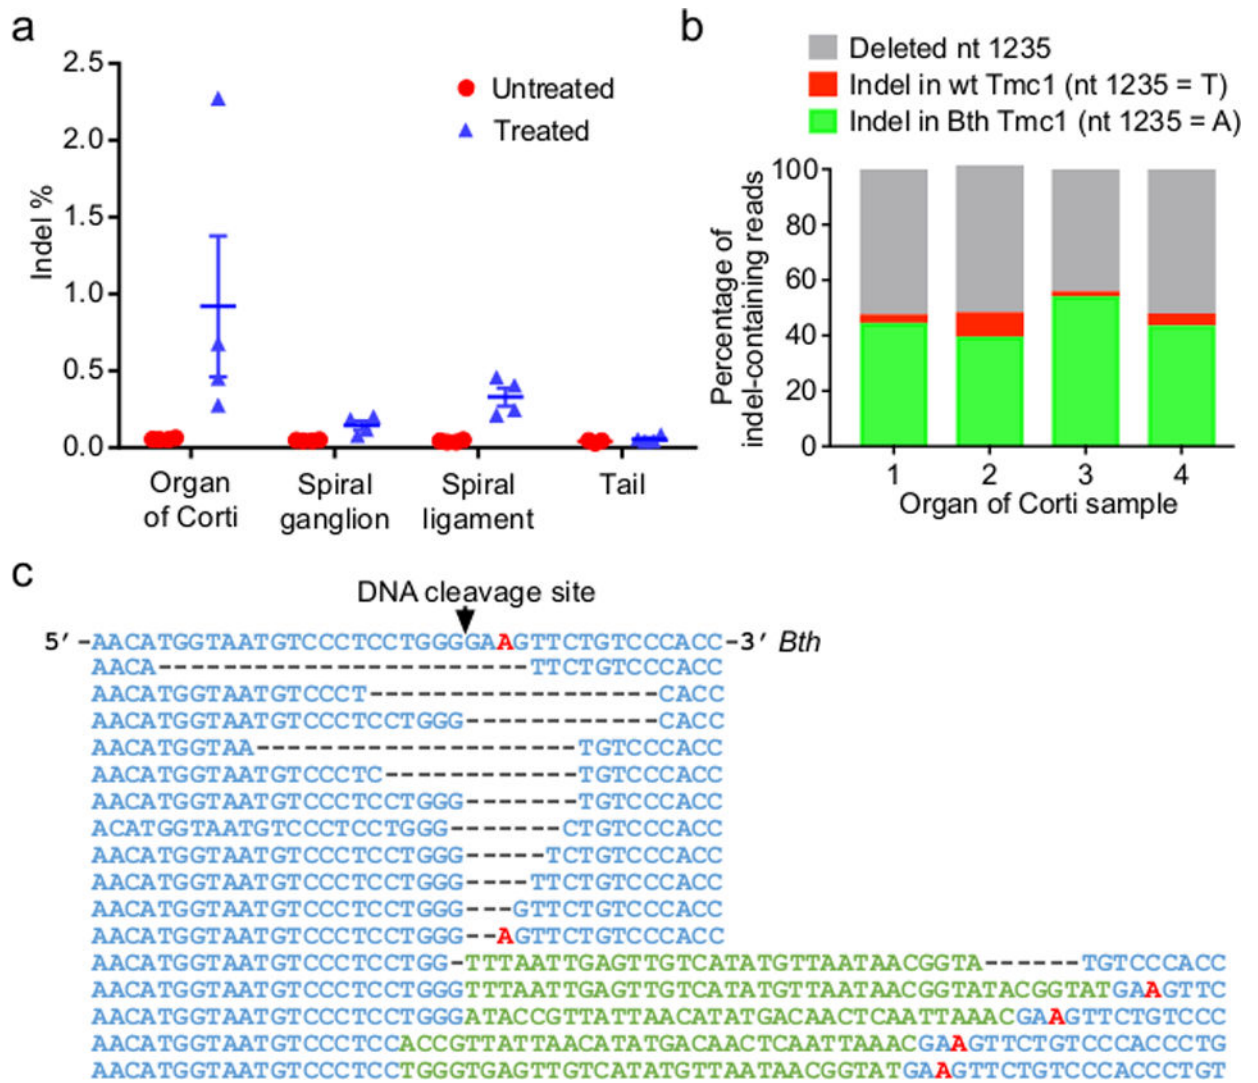 a
2.5
2.0
1.5
1.0
0.5
0.0
Indel %
Untreated
Treated
Organ of Corti
Spiral ganglion
Spiral ligament
Tail
b
Deleted nt 1235
Indel in wt Tmc1 (nt 1235 = T)
Indel in Bth Tmc1 (nt 1235 = A)
100
80
60
40
20
0
Percentage of
indel-containing reads
1 2 3 4
Organ of Corti sample
c
DNA cleavage site
5′ -AACATGGTAATGTCCCTCCTGGGGAAGTTCTGTCCCACC-3′ Bth
AACA-----------------------TTCTGTCCCACC
AACATGGTAATGTCCCT------------------CACC
AACATGGTAATGTCCCTCCTGGG------------CACC
AACATGGTAA--------------------TGTCCCACC
AACATGGTAATGTCCCTC------------TGTCCCACC
AACATGGTAATGTCCCTCCTGGG-------TGTCCCACC
ACATGGTAATGTCCCTCCTGGG-------CTGTCCCACC
AACATGGTAATGTCCCTCCTGGG-----TCTGTCCCACC
AACATGGTAATGTCCCTCCTGGG----TTCTGTCCCACC
AACATGGTAATGTCCCTCCTGGG---GTTCTGTCCCACC
AACATGGTAATGTCCCTCCTGGG--AGTTCTGTCCCACC
AACATGGTAATGTCCCTCCTGG-TTTAATTGAGTTGTCATATGTTAATAACGGTA------TGTCCCACC
AACATGGTAATGTCCCTCCTGGGTTTAATTGAGTTGTCATATGTTAATAACGGTATACGGTATGAAGTTC
AACATGGTAATGTCCCTCCTGGGATACCGTTATTAACATATGACAACTCAATTAAACGAAGTTCTGTCCC
AACATGGTAATGTCCCTCCACCGTTATTAACATATGACAACTCAATTAAACGAAGTTCTGTCCCACCCTG
AACATGGTAATGTCCCTCCTGGGTGAGTTGTCATATGTTAATAACGGTATGAAGTTCTGTCCCACCCTGT